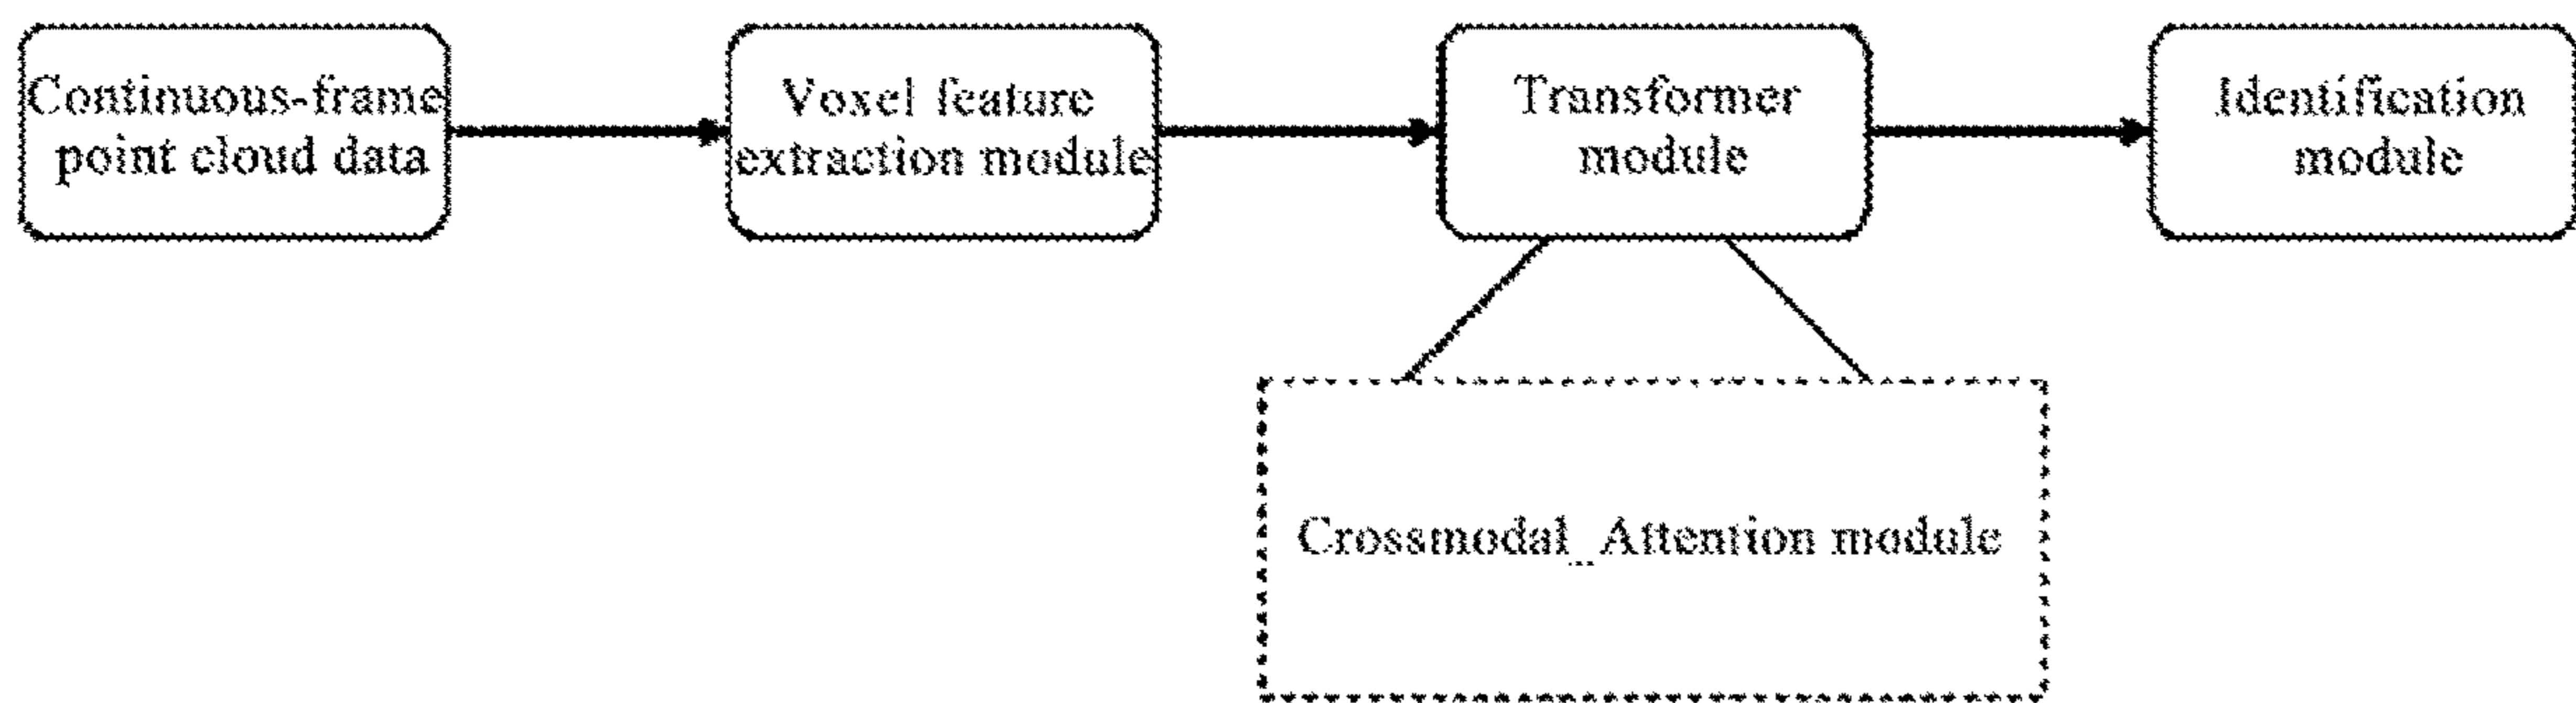 Continuous-frame
point cloud data
Voxel feature
extraction module
Transformer
module
Identification
module
Crossmodal_Attention module